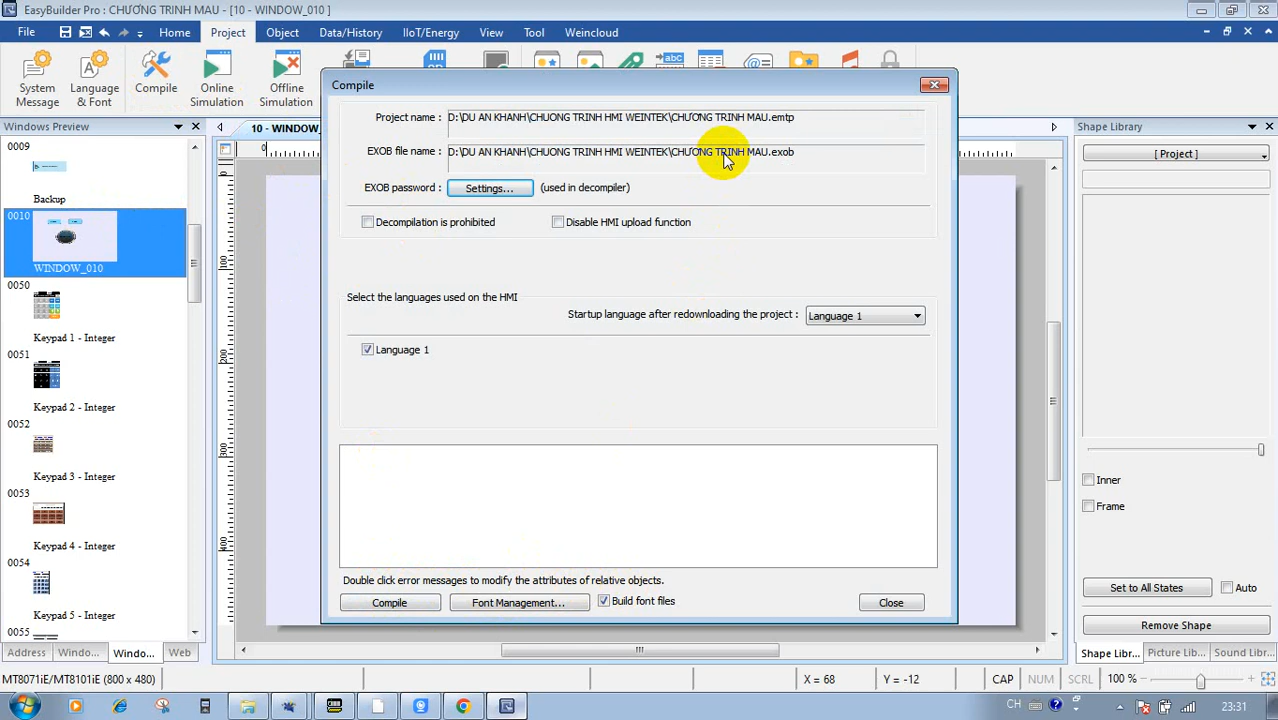 EasyBuilder Pro : CHƯƠNG TRINH MAU - [10 - WINDOW_010]
File Home Project Object Data/History IIoT/Energy View Tool Weincloud
System Message
Language & Font
Compile
Online Simulation
Offline Simulation
Windows Preview
0009
Backup
0010
WINDOW_010
0050
Keypad 1 - Integer
0051
Keypad 2 - Integer
0052
Keypad 3 - Integer
0053
Keypad 4 - Integer
0054
Keypad 5 - Integer
0055
Address Windo... Windo... Web
10 - WINDOW_
100
200
300
400
Compile
Project name : D:\DU AN KHANH\CHUONG TRINH HMI WEINTEK\CHƯƠNG TRINH MAU.emtp
EXOB file name : D:\DU AN KHANH\CHUONG TRINH HMI WEINTEK\CHƯƠNG TRINH MAU.exob
EXOB password : Settings... (used in decompiler)
Decompilation is prohibited Disable HMI upload function
Select the languages used on the HMI
Startup language after redownloading the project : Language 1
Language 1
Double click error messages to modify the attributes of relative objects.
Compile Font Management... Build font files Close
Shape Library
[ Project ]
Inner
Frame
Set to All States Auto
Remove Shape
Shape Libr... Picture Lib... Sound Libr...
MT8071iE/MT8101iE (800 x 480) X = 68 Y = -12 CAP NUM SCRL 100 %
CH 23:31